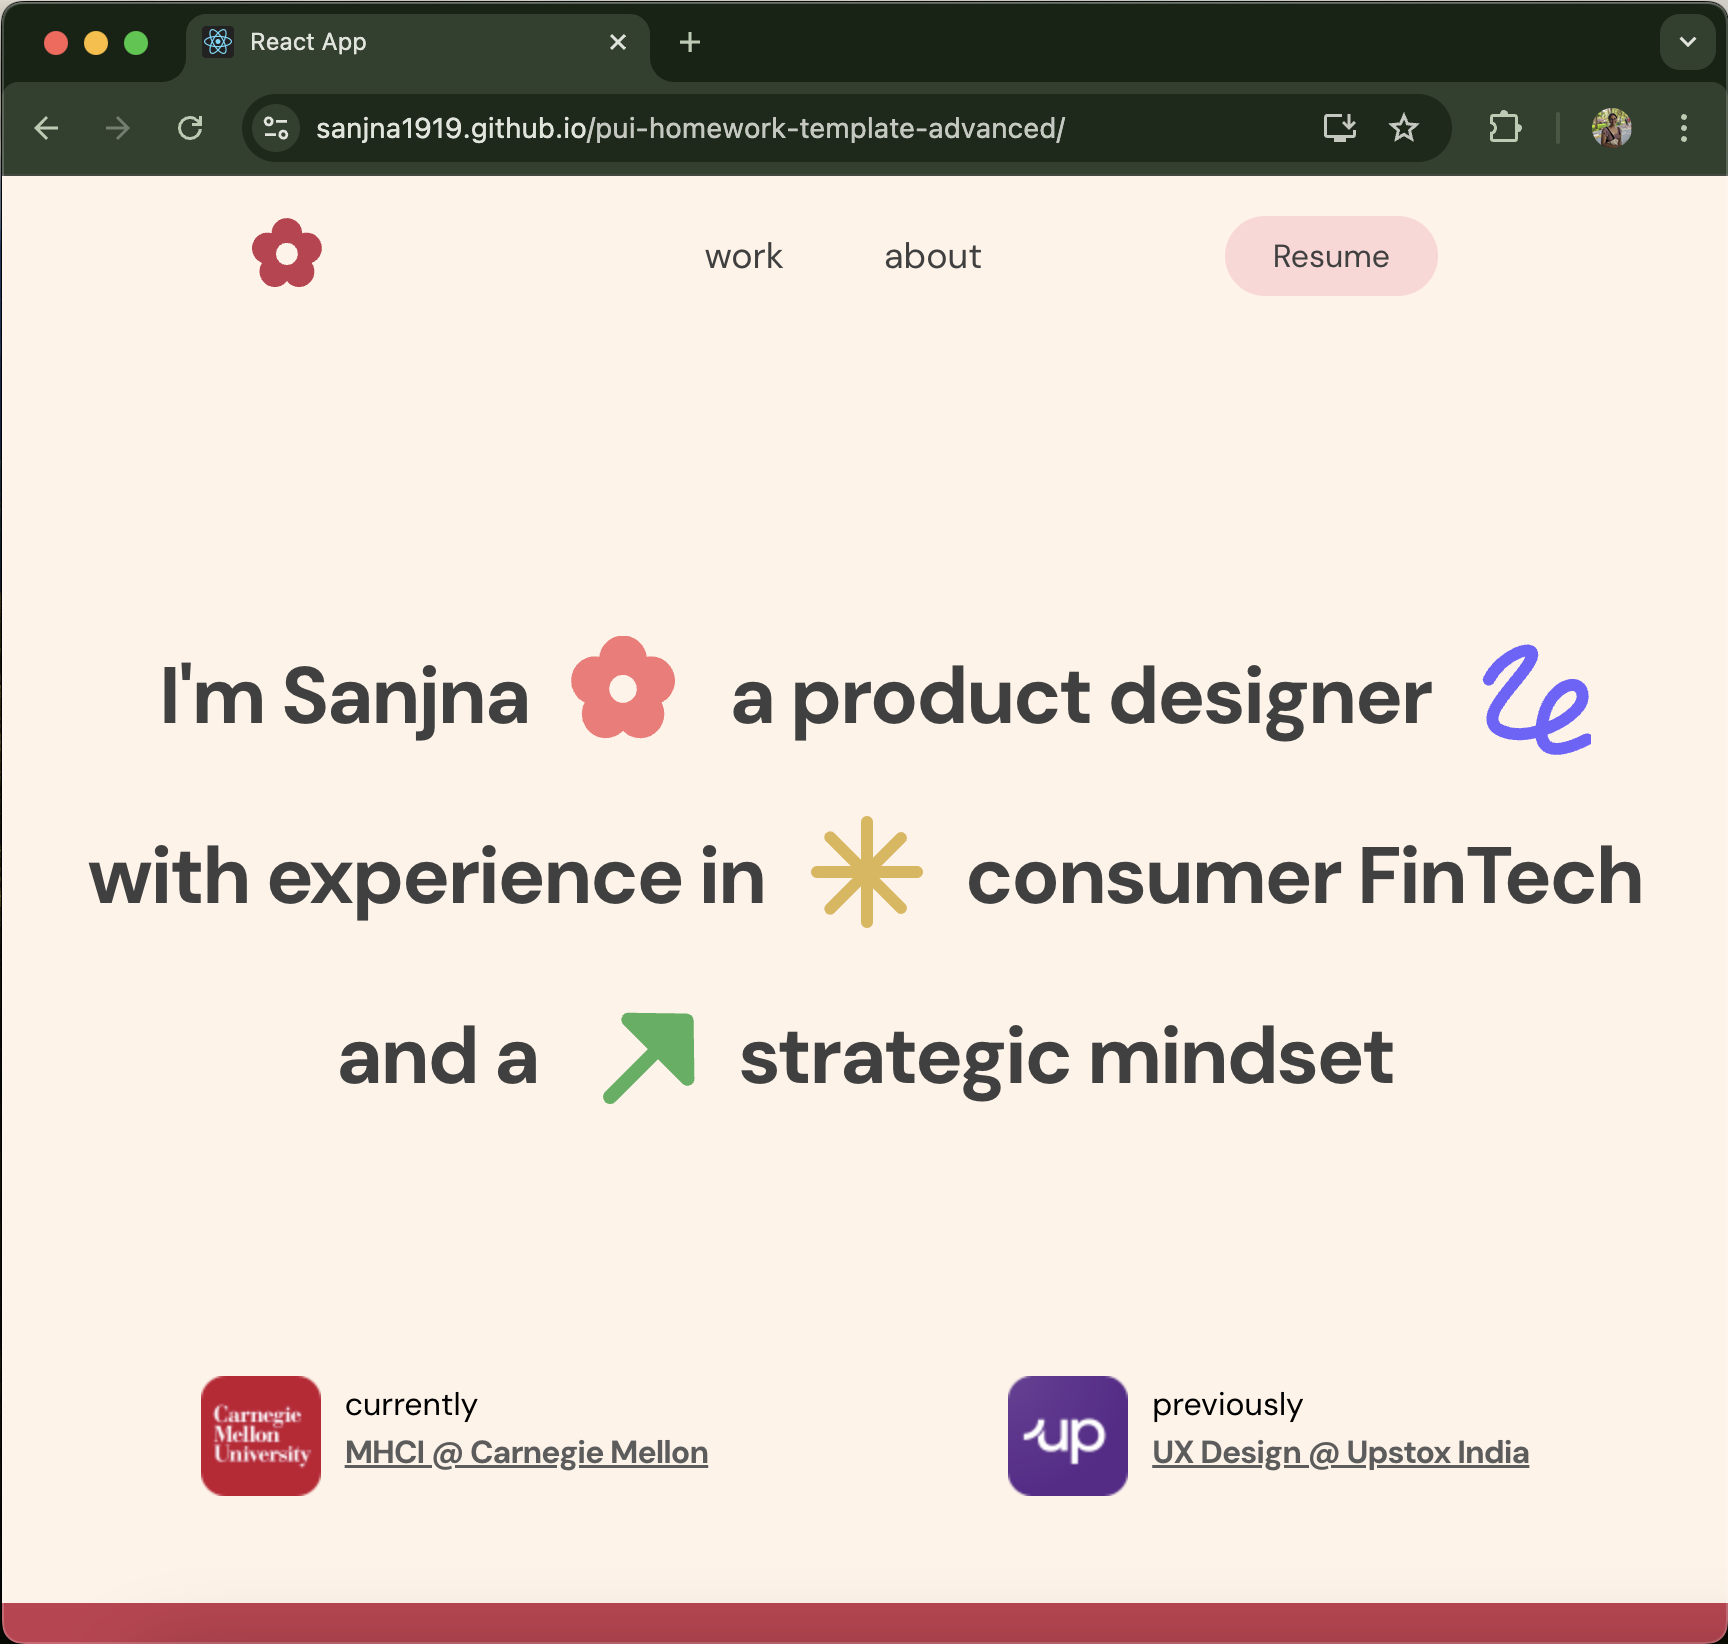 React App
sanjna1919.github.io/pui-homework-template-advanced/
work about Resume
I'm Sanjna a product designer
with experience in consumer FinTech
and a strategic mindset
Carnegie
Mellon
University
currently
MHCI @ Carnegie Mellon
up
previously
UX Design @ Upstox India